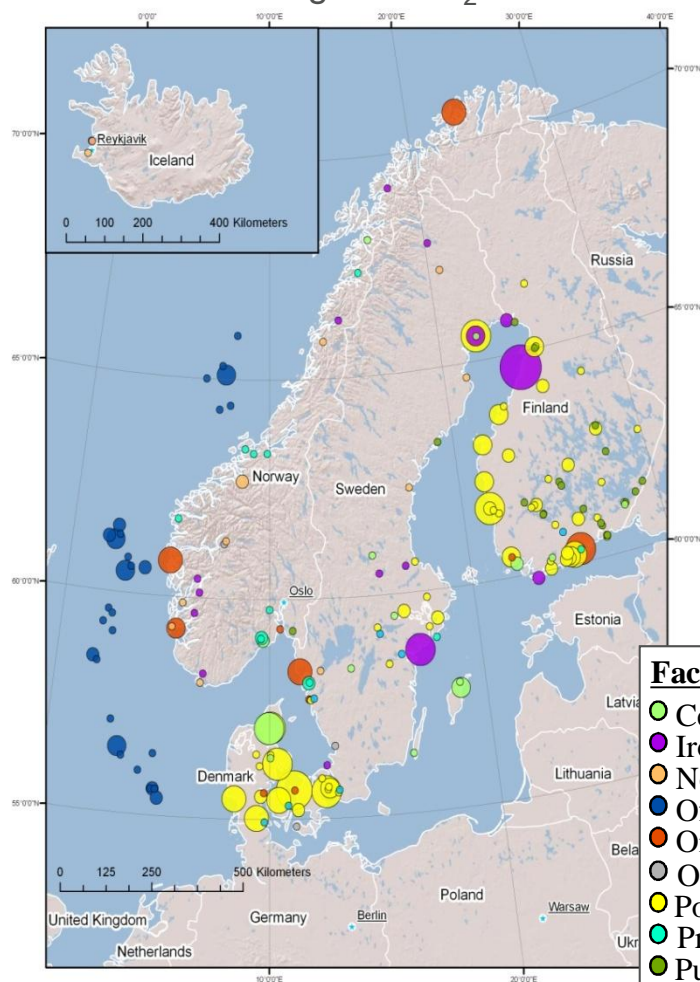 0°0'0"
10°0'0"E
20°0'0"E
30°0'0"E
40°0'0"E
70°0'0"N
70°0'0"N
Reykjavik
Iceland
0 100 200 400 Kilometers
Russia
65°0'0"N
65°0'0"N
Finland
Norway
Sweden
60°0'0"N
60°0'0"N
Oslo
Estonia
Latvia
Lithuania
Denmark
55°0'0"N
55°0'0"N
0 250 500 Kilometers
United Kingdom
Netherlands
Germany
Berlin
Poland
Warsaw
10°0'0"E
20°0'0"E